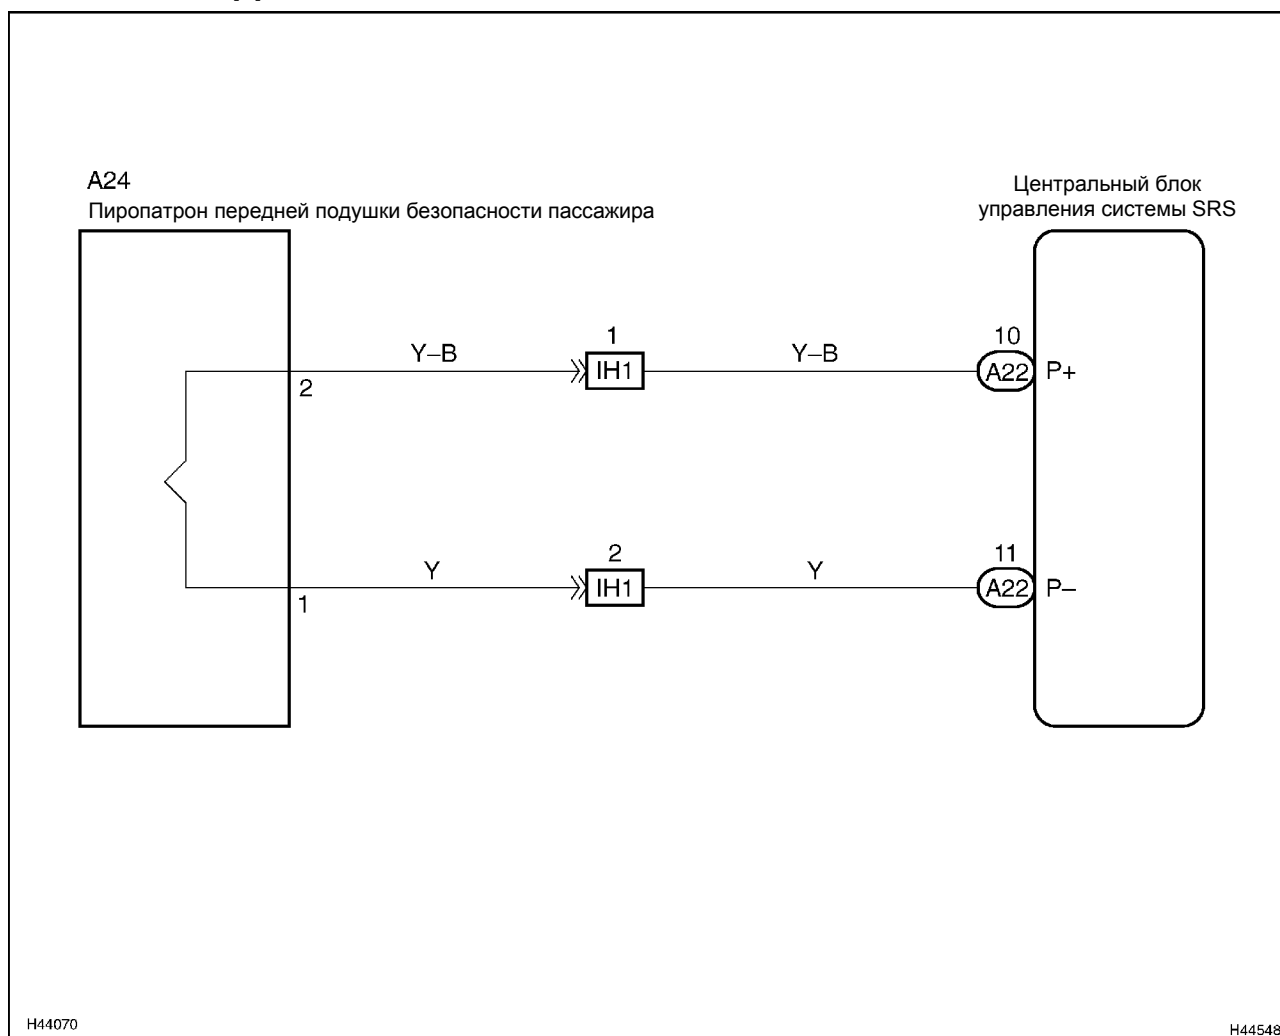 A24
Пиропатрон передней подушки безопасности пассажира
Центральный блок
управления системы SRS
Y–B
1
IH1
Y–B
10
A22
P+
2
Y
2
IH1
Y
11
A22
P–
1
H44070
H44548